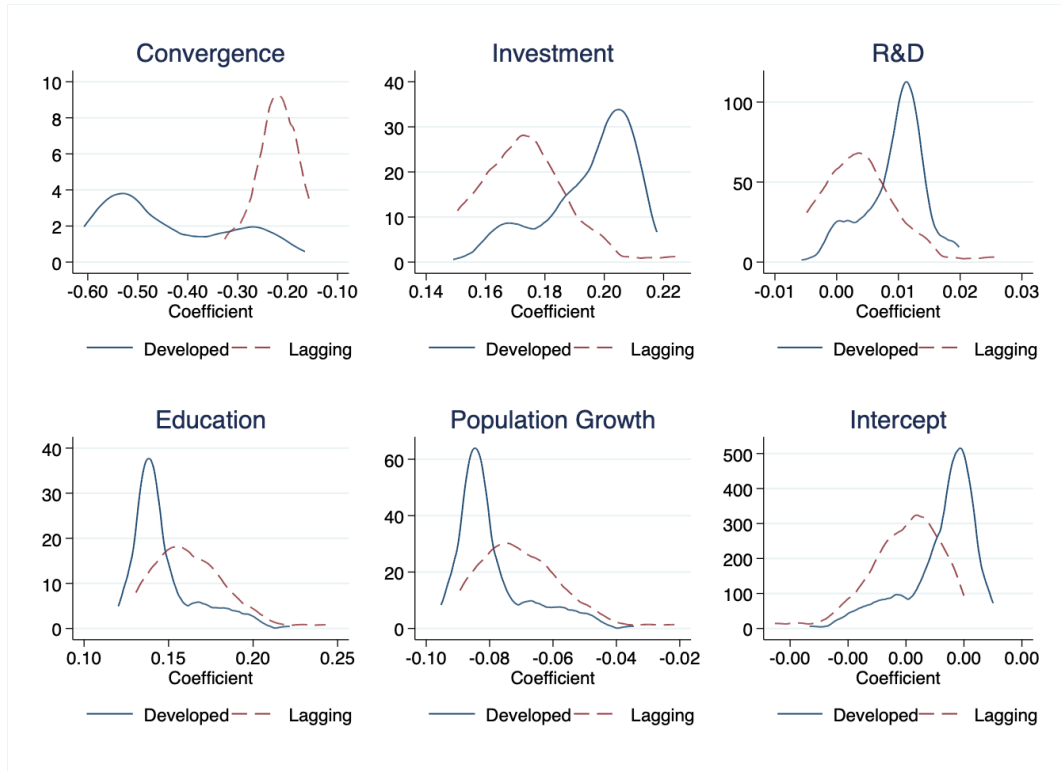 Convergence
10
8
6
4
2
0
-0.60 -0.50 -0.40 -0.30 -0.20 -0.10
Coefficient
Developed Lagging
Investment
40
30
20
10
0
0.14 0.16 0.18 0.20 0.22
Coefficient
Developed Lagging
R&D
100
50
0
-0.01 0.00 0.01 0.02 0.03
Coefficient
Developed Lagging
Education
40
30
20
10
0
0.10 0.15 0.20 0.25
Coefficient
Developed Lagging
Population Growth
60
40
20
0
-0.10 -0.08 -0.06 -0.04 -0.02
Coefficient
Developed Lagging
Intercept
500
400
300
200
100
0
-0.00 -0.00 0.00 0.00 0.00
Coefficient
Developed Lagging